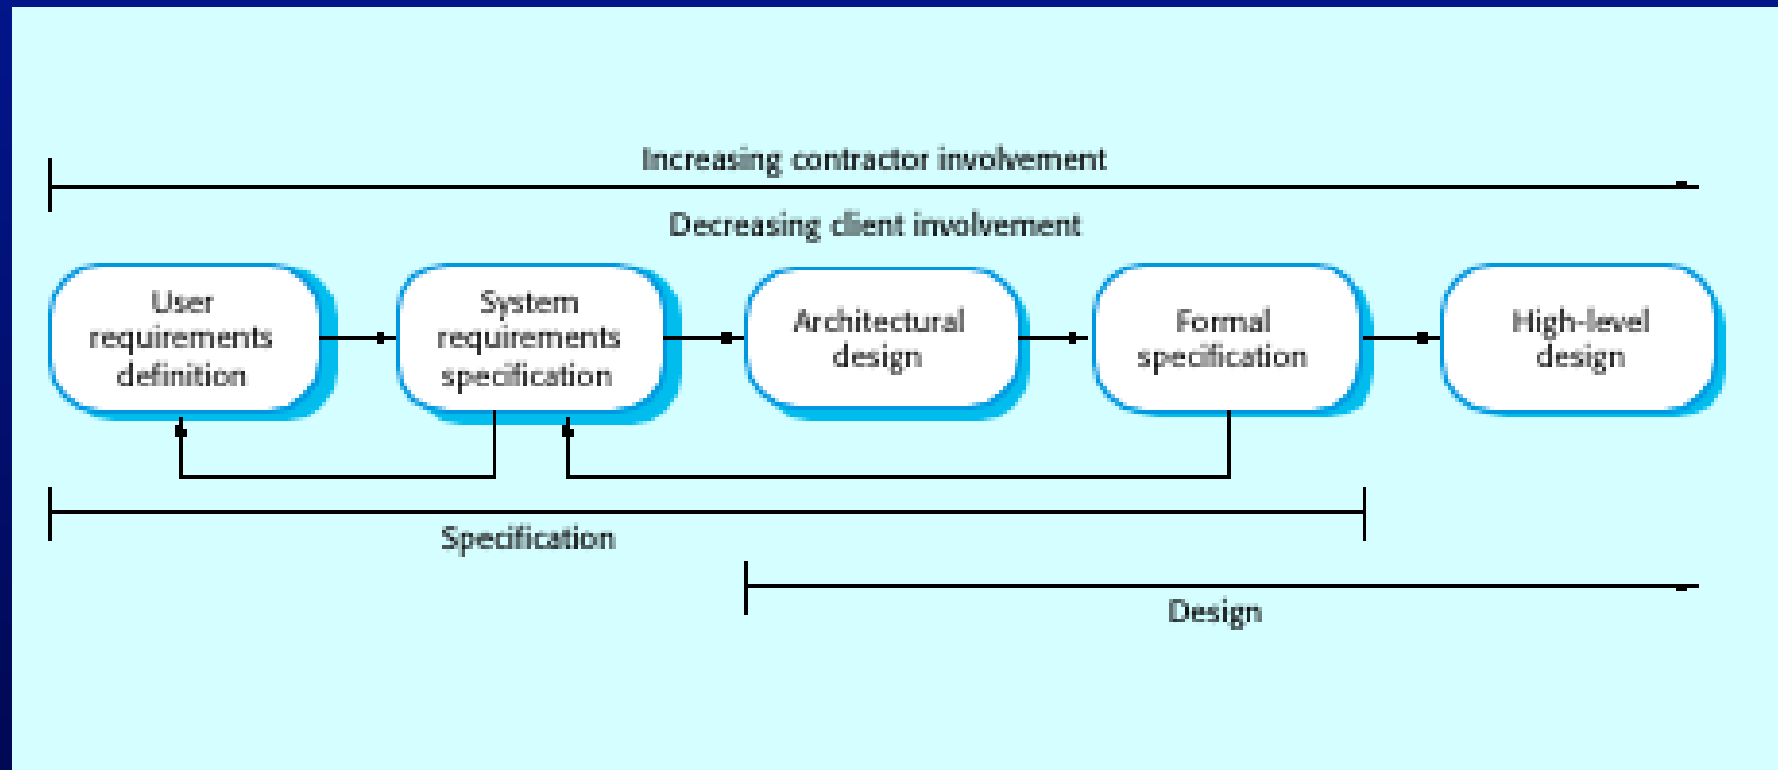 Increasing contractor involvement
Decreasing client involvement
User
requirements
definition
System
requirements
specification
Architectural
design
Formal
specification
High-level
design
Specification
Design